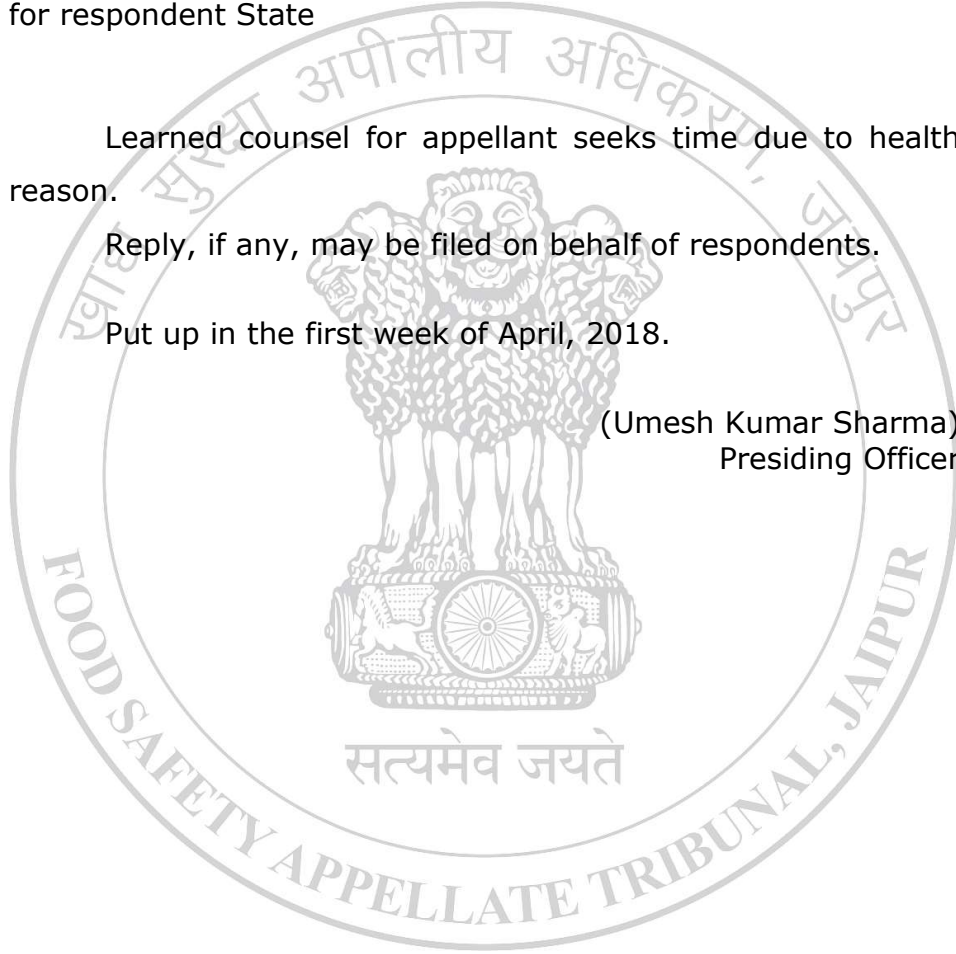 for respondent State
खाद्य सुरक्षा अपीलीय अधिकरण, जयपुर
Learned counsel for appellant seeks time due to health
reason.
Reply, if any, may be filed on behalf of respondents.
Put up in the first week of April, 2018.
(Umesh Kumar Sharma)
Presiding Officer
सत्यमेव जयते
FOOD SAFETY APPELLATE TRIBUNAL, JAIPUR